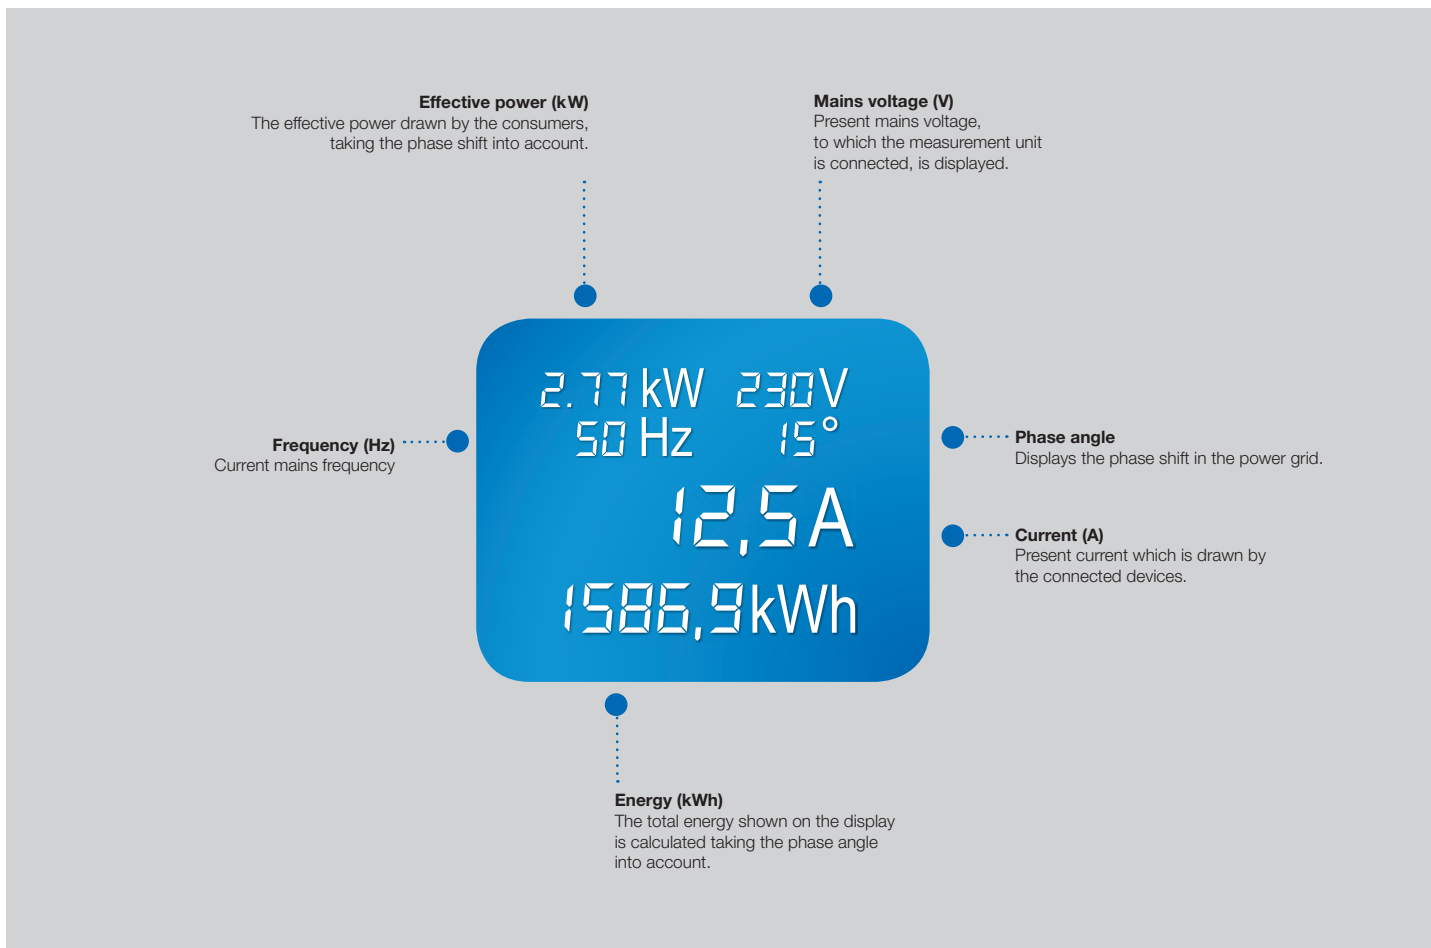 Effective power (kW)
The effective power drawn by the consumers,
taking the phase shift into account.
Mains voltage (V)
Present mains voltage,
to which the measurement unit
is connected, is displayed.
2.77 kW 230V
50 Hz 15°
12,5A
1586,9kWh
Frequency (Hz)
Current mains frequency
Phase angle
Displays the phase shift in the power grid.
Current (A)
Present current which is drawn by
the connected devices.
Energy (kWh)
The total energy shown on the display
is calculated taking the phase angle
into account.